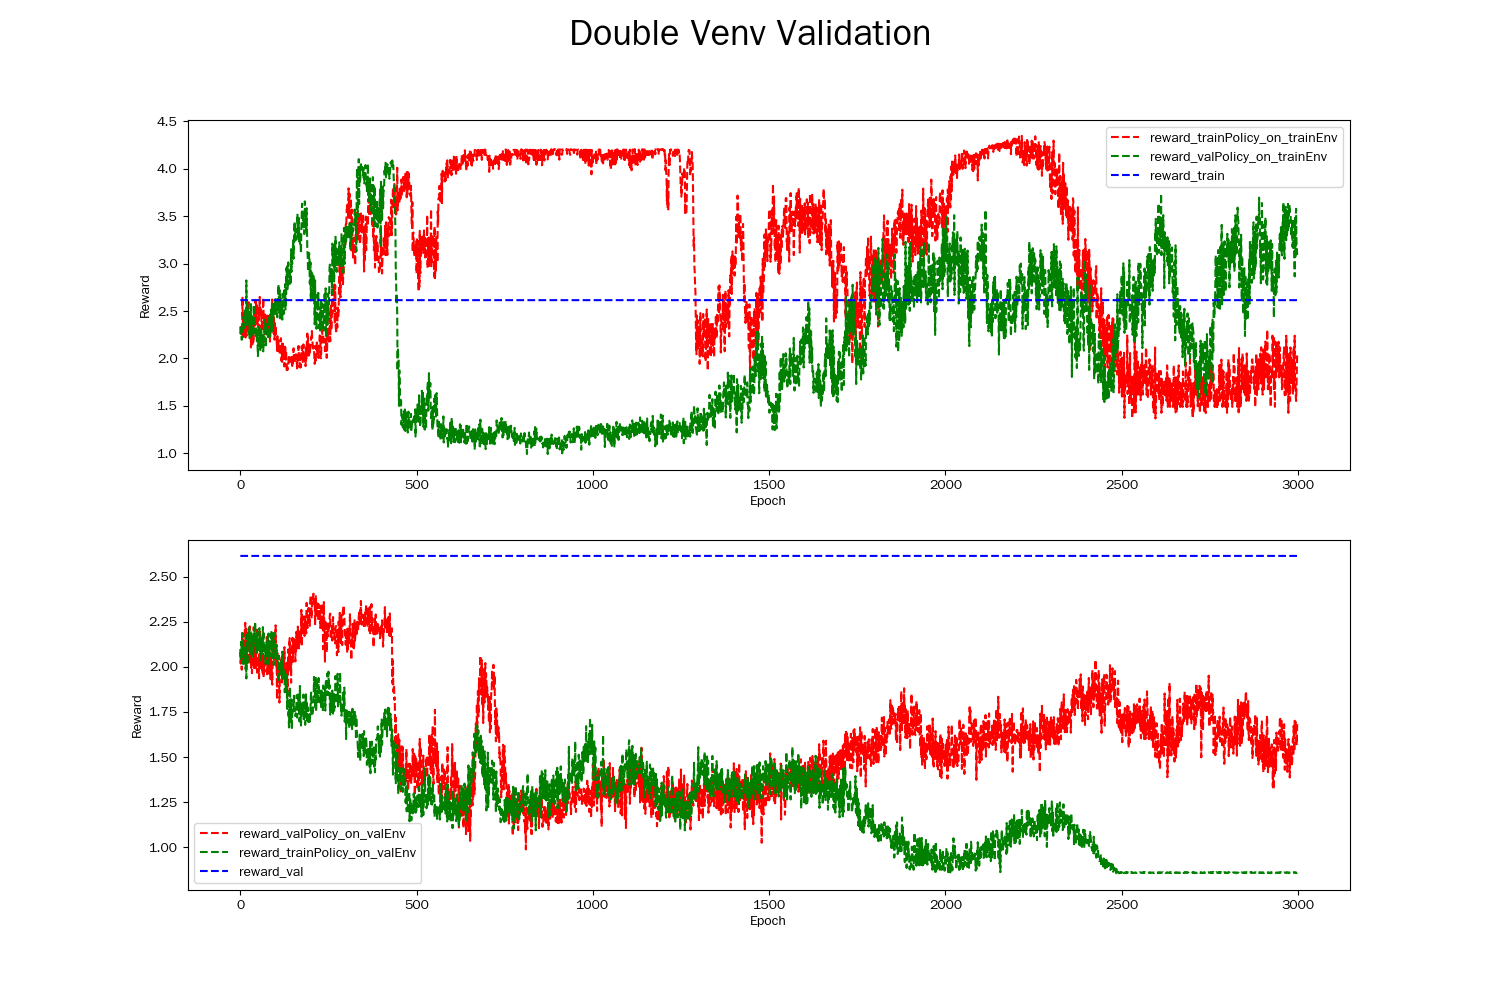 Double Venv Validation
4.5
4.0
3.5
3.0
2.5
2.0
1.5
1.0
Reward
reward_trainPolicy_on_trainEnv
reward_valPolicy_on_trainEnv
reward_train
0 500 1000 1500 2000 2500 3000
Epoch
2.50
2.25
2.00
1.75
1.50
1.25
1.00
Reward
reward_valPolicy_on_valEnv
reward_trainPolicy_on_valEnv
reward_val
0 500 1000 1500 2000 2500 3000
Epoch